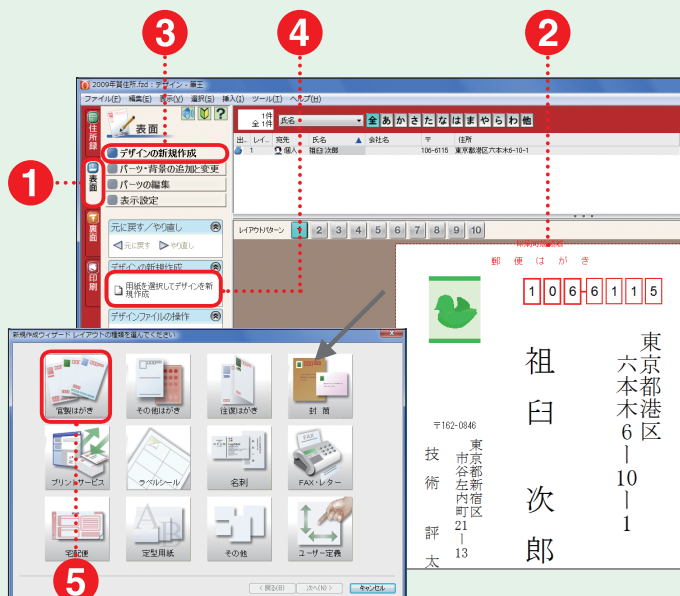 3
4
2
2009年賀住所.fzd : デザイン - 筆王
ファイル(F) 編集(E) 表示(V) 選択(S) 挿入(I) ツール(T) ヘルプ(H)
住所録
表面
裏面
印刷
表面
デザインの新規作成
パーツ・背景の追加と変更
パーツの編集
表示設定
元に戻す/やり直し
元に戻す やり直し
デザインの新規作成
用紙を選択してデザインを新規作成
デザインファイルの操作
1件
全 1件
氏名
全 あ か さ た な は ま や ら わ 他
出.. レイ.. 宛先 氏名 会社名 〒 住所
1 個人 祖臼 次郎 106-6115 東京都港区六本木6-10-1
レイアウトパターン 1 2 3 4 5 6 7 8 9 10
1
郵便はがき
1 0 6 - 6 1 1 5
東京都港区
六本木6-10-1
祖臼 次郎
〒162-0846
東京都新宿区
市谷左内町21-13
技術 評太
新規作成ウィザード レイアウトの種類を選んでください
官製はがき
その他はがき
往復はがき
封 筒
プリントサービス
ラベルシール
名刺
FAX・レター
宅配便
定型用紙
その他
ユーザー定義
< 戻る(B) 次へ(N) > キャンセル
5